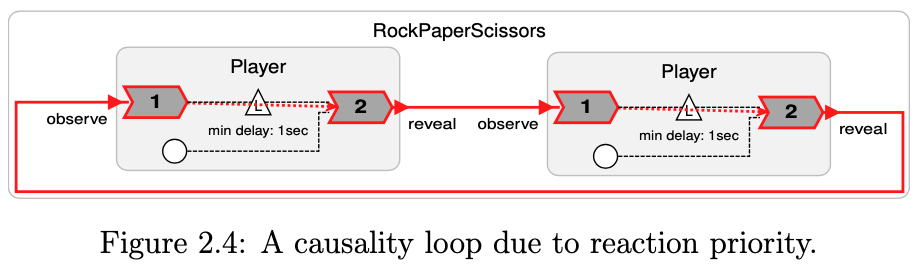 RockPaperScissors
Player
1
L
2
min delay: 1sec
observe
reveal
observe
Player
1
L
2
min delay: 1sec
reveal
Figure 2.4: A causality loop due to reaction priority.